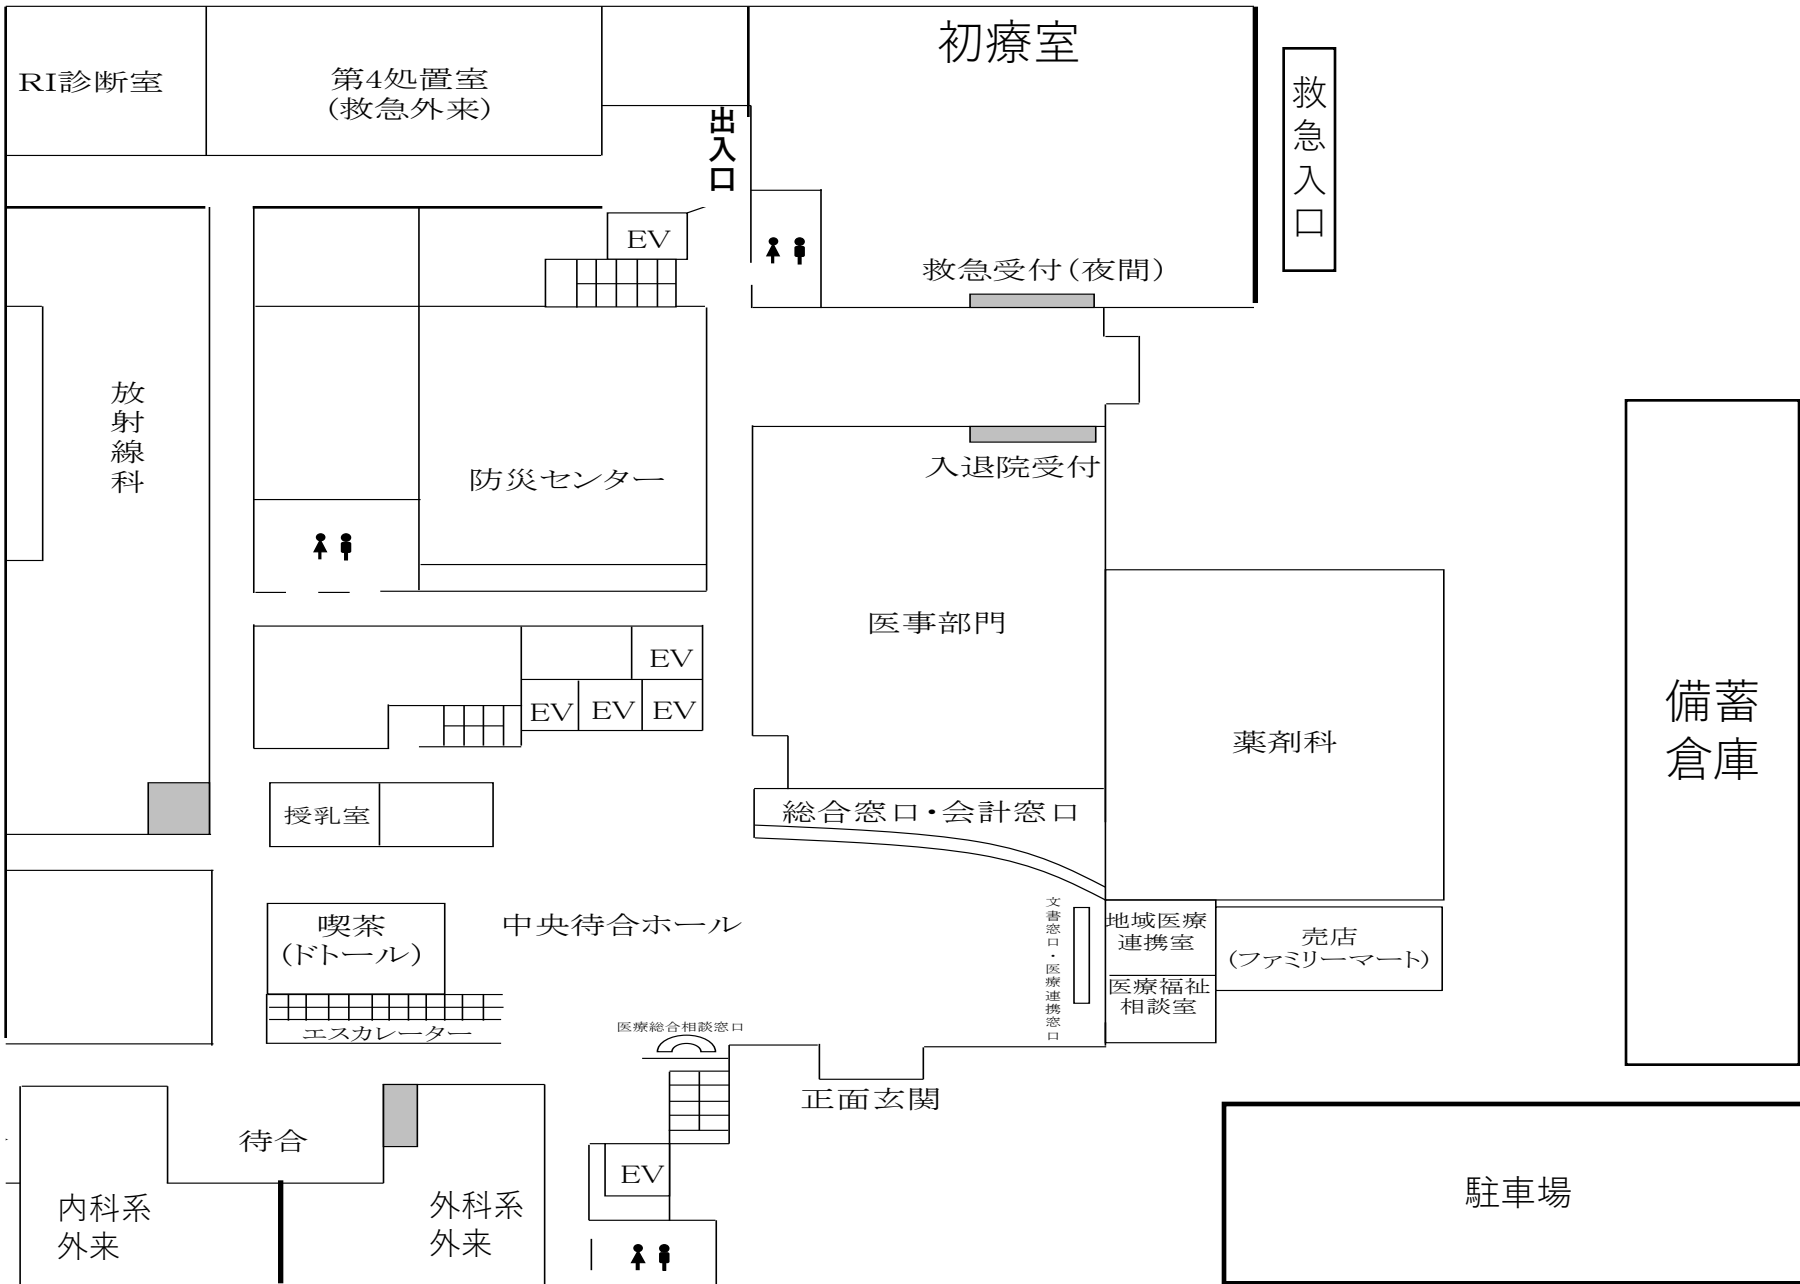 初療室
RI診断室
第4処置室
(救急外来)
出入口
救急入口
EV
救急受付(夜間)
放射線科
防災センター
入退院受付
医事部門
EV
EV
EV
EV
備蓄
倉庫
薬剤科
授乳室
総合窓口・会計窓口
喫茶
(ドトール)
中央待合ホール
文書窓口・医療連携窓口
地域医療
連携室
売店
(ファミリーマート)
医療福祉
相談室
エスカレーター
医療総合相談窓口
正面玄関
待合
EV
内科系
外来
外科系
外来
駐車場